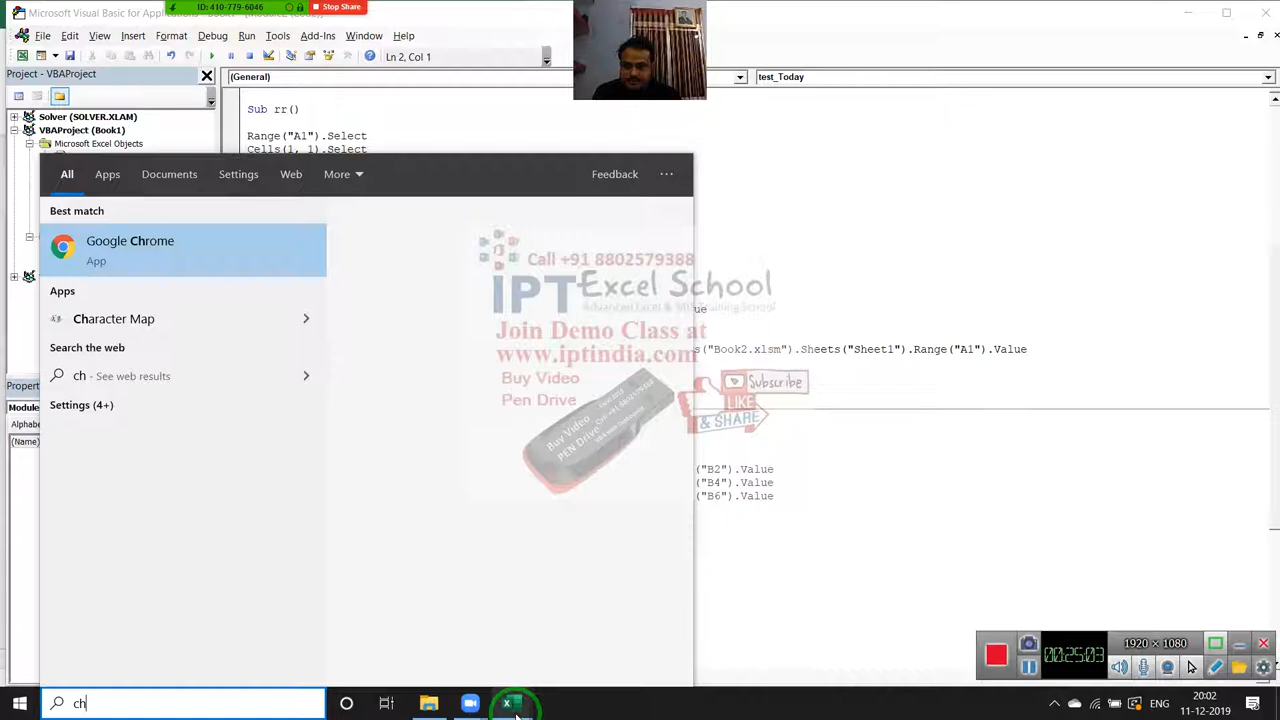 Microsoft Visual Basic for Applications
ID: 410-779-6046
Stop Share
File Edit View Insert Format Debug Run Tools Add-Ins Window Help
Ln 2, Col 1
Project - VBAProject
(General)
test_Today
Solver (SOLVER.XLAM)
VBAProject (Book1)
Microsoft Excel Objects
Sub rr()
Range("A1").Select
Cells(1, 1).Select
All Apps Documents Settings Web More Feedback ...
Best match
Google Chrome
App
Apps
Character Map
Search the web
ch - See web results
Settings (4+)
Call +91 8802579388
IPT Excel School
Join Demo Class at
www.iptindia.com
Buy Video
Pen Drive
Subscribe
LIKE
& SHARE
ue
s("Book2.xlsm").Sheets("Sheet1").Range("A1").Value
("B2").Value
("B4").Value
("B6").Value
Propert
Module
Alphabe
(Name)
00:25:03
1920 × 1080
ch
ENG
20:02
11-12-2019